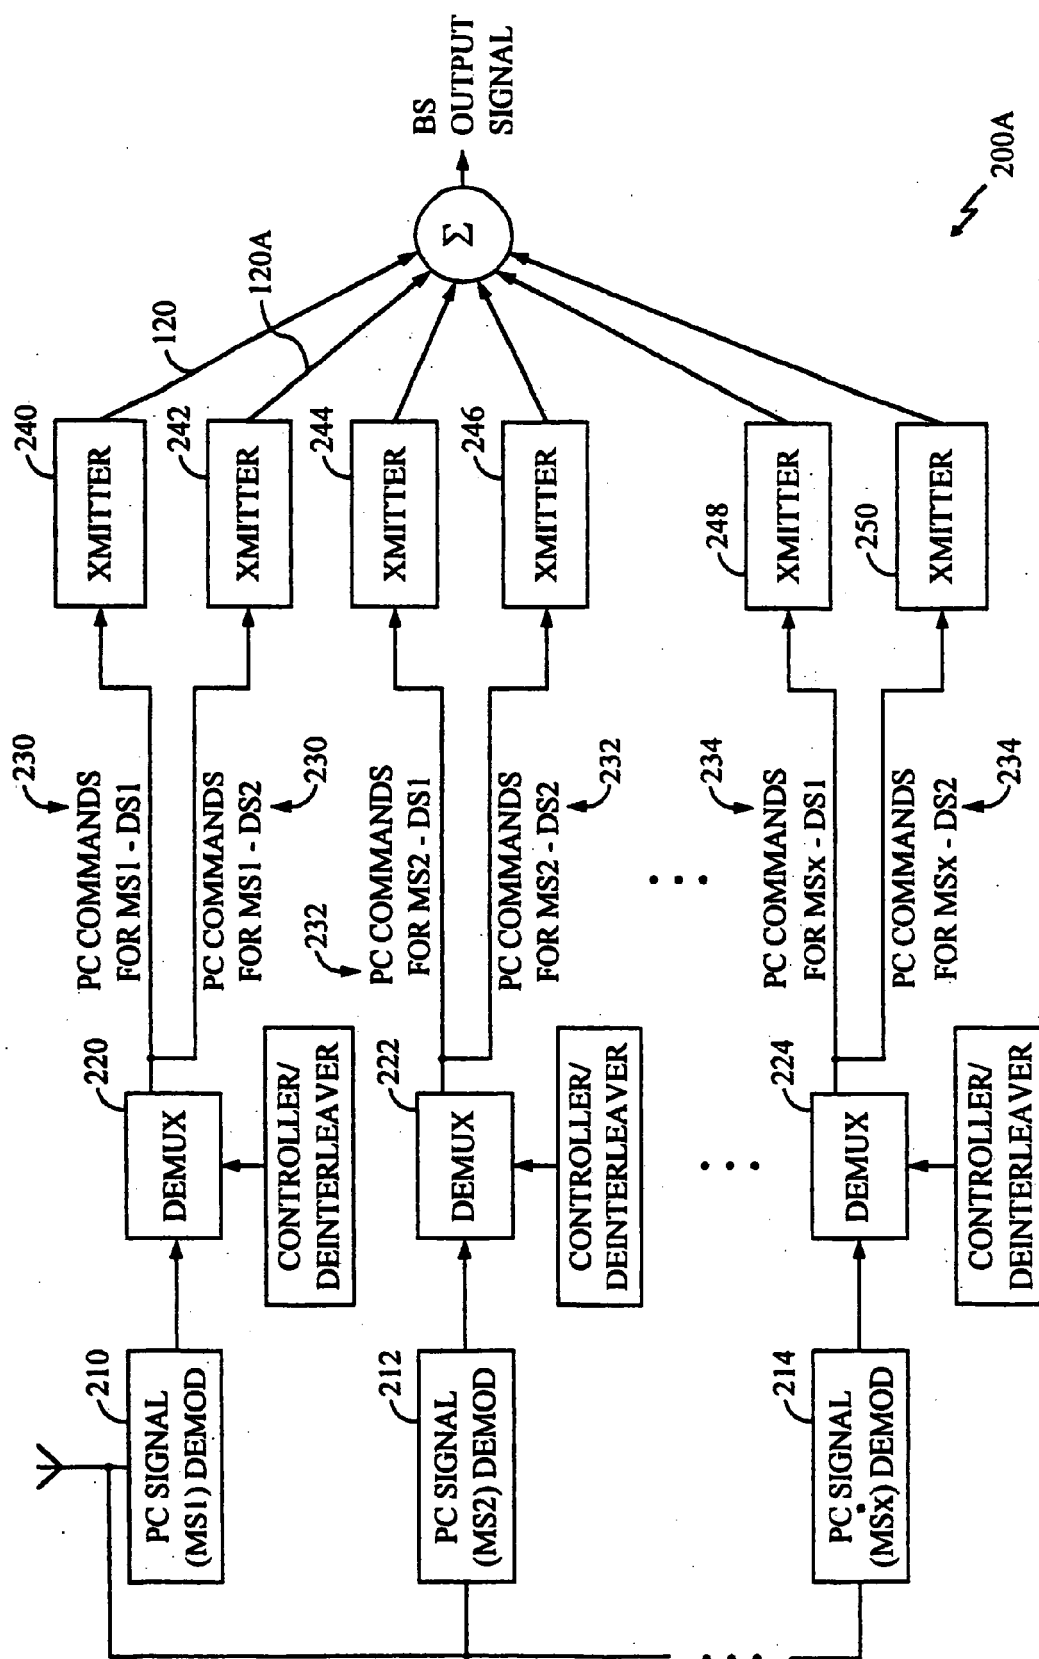 210
PC SIGNAL
(MS1) DEMOD
220
DEMUX
CONTROLLER/
DEINTERLEAVER
230
PC COMMANDS
FOR MS1 - DS1
PC COMMANDS
FOR MS1 - DS2
230
240
XMITTER
242
XMITTER
120
120A
212
PC SIGNAL
(MS2) DEMOD
222
DEMUX
CONTROLLER/
DEINTERLEAVER
232
PC COMMANDS
FOR MS2 - DS1
PC COMMANDS
FOR MS2 - DS2
232
244
XMITTER
246
XMITTER
Σ
BS
OUTPUT
SIGNAL
214
PC SIGNAL
(MSx) DEMOD
224
DEMUX
CONTROLLER/
DEINTERLEAVER
234
PC COMMANDS
FOR MSx - DS1
PC COMMANDS
FOR MSx - DS2
234
248
XMITTER
250
XMITTER
200A